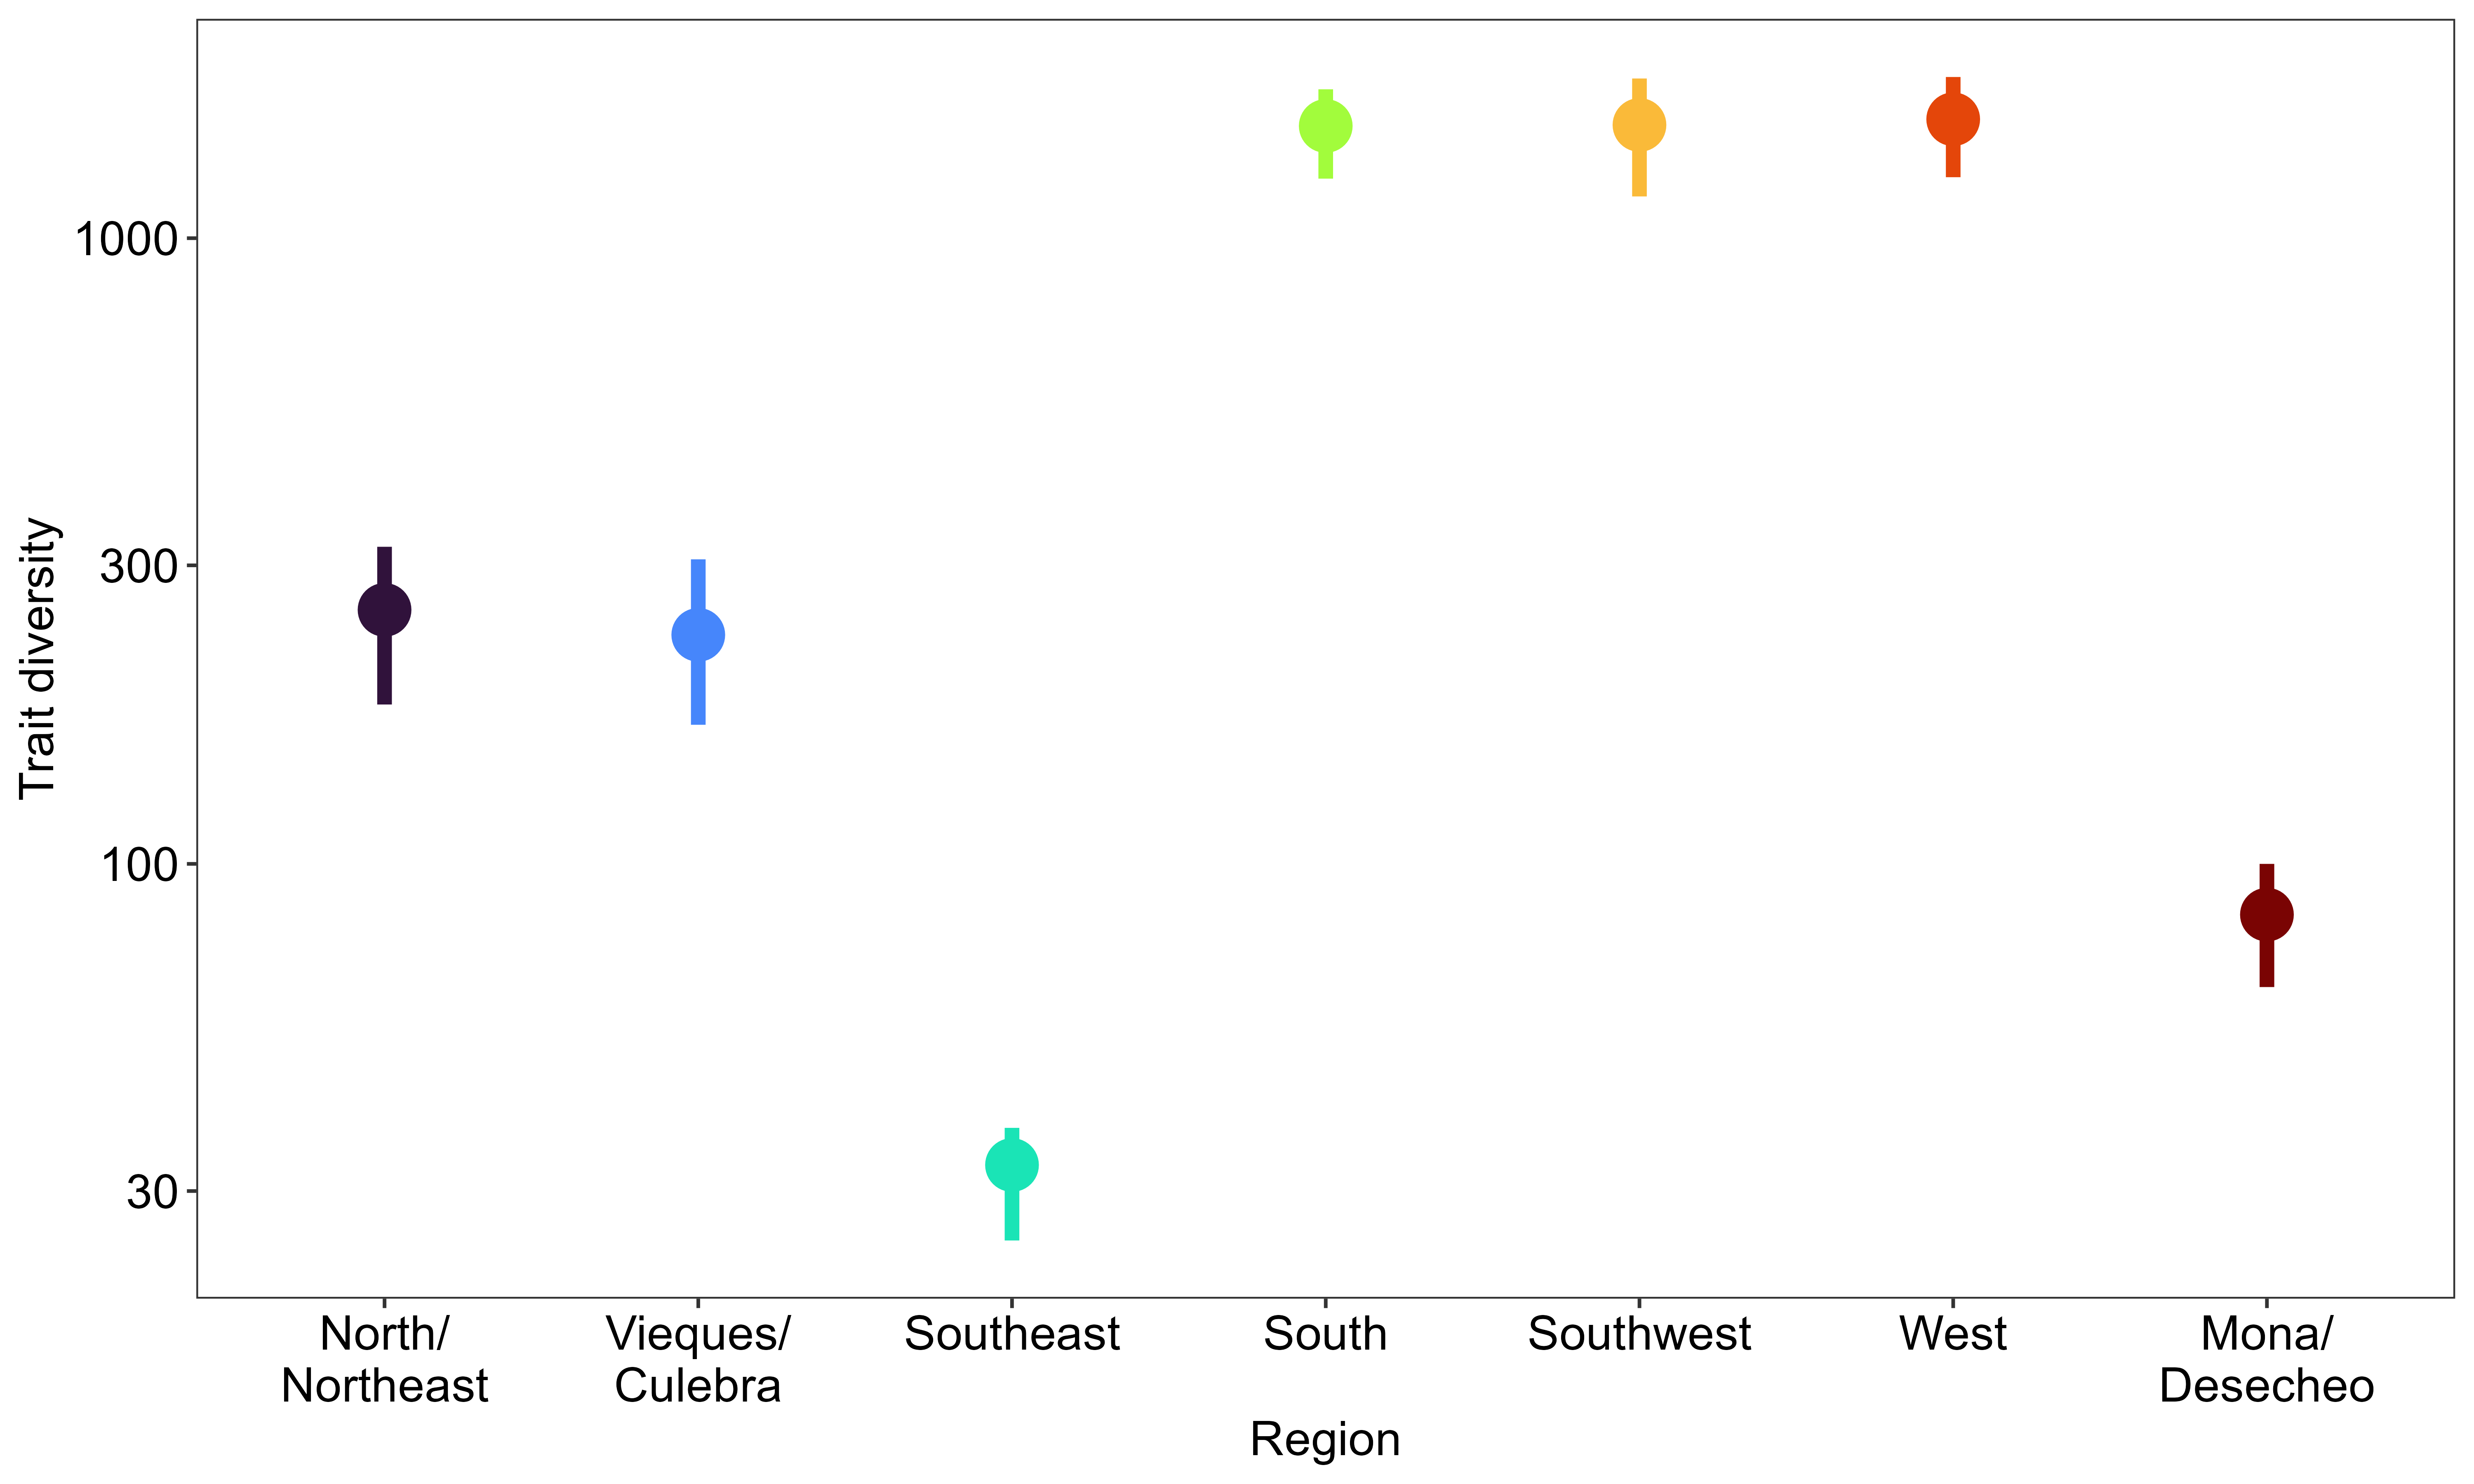 Trait diversity
1000
300
100
30
North/
Northeast
Vieques/
Culebra
Southeast
South
Southwest
West
Mona/
Desecheo
Region